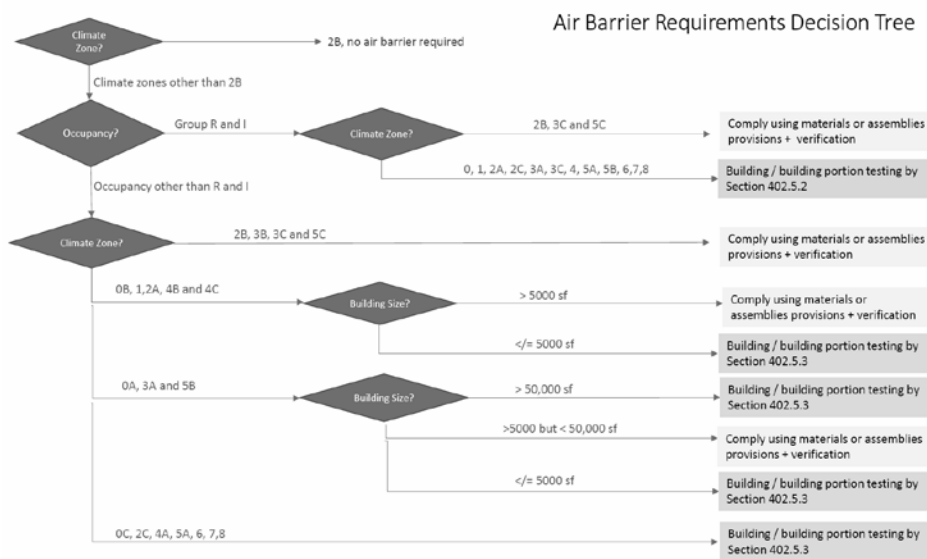 Air Barrier Requirements Decision Tree
Climate
Zone?
2B, no air barrier required
Climate zones other than 2B
Occupancy?
Group R and I
Climate Zone?
2B, 3C and 5C
Comply using materials or assemblies
provisions + verification
0, 1, 2A, 2C, 3A, 3C, 4, 5A, 5B, 6,7,8
Building / building portion testing by
Section 402.5.2
Occupancy other than R and I
Climate Zone?
2B, 3B, 3C and 5C
Comply using materials or assemblies
provisions + verification
0B, 1,2A, 4B and 4C
Building Size?
> 5000 sf
Comply using materials or
assemblies provisions + verification
</= 5000 sf
Building / building portion testing by
Section 402.5.3
0A, 3A and 5B
Building Size?
> 50,000 sf
Building / building portion testing by
Section 402.5.3
>5000 but < 50,000 sf
Comply using materials or assemblies
provisions + verification
</= 5000 sf
Building / building portion testing by
Section 402.5.3
0C, 2C, 4A, 5A, 6, 7,8
Building / building portion testing by
Section 402.5.3